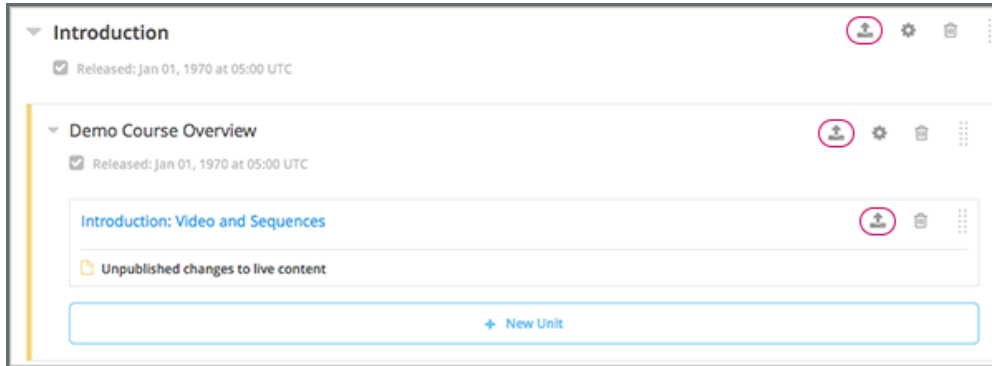 Introduction
Released: Jan 01, 1970 at 05:00 UTC
Demo Course Overview
Released: Jan 01, 1970 at 05:00 UTC
Introduction: Video and Sequences
Unpublished changes to live content
+ New Unit